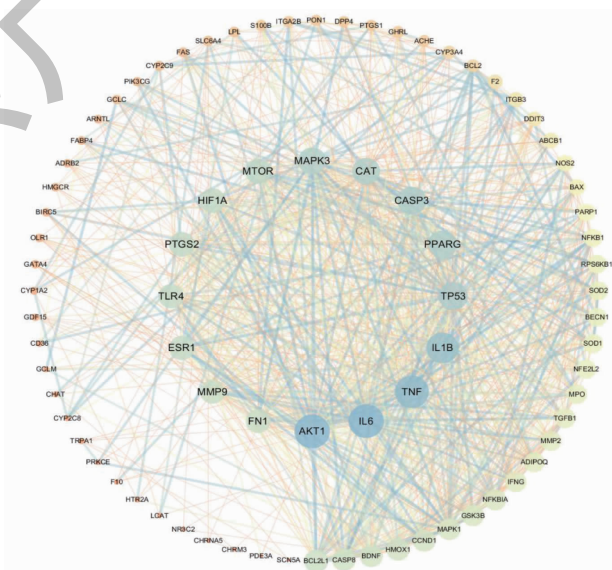 ITGA2B
PON1
DPP4
PTGS1
GHRL
ACHE
CYP3A4
BCL2
F2
ITGB3
DDIT3
ABCB1
NOS2
BAX
PARP1
NFKB1
RPS6KB1
SOD2
BECN1
SOD1
NFE2L2
MPO
TGFB1
MMP2
ADIPOQ
IFNG
NFKBIA
GSK3B
MAPK1
CCND1
HMOX1
BDNF
CASP8
BCL2L1
SCN5A
PDE3A
CHRM3
CHRNA5
NR3C2
LCAT
HTR2A
F10
PRKCE
TRPA1
CYP2C8
CHAT
GCLM
CD36
GDF15
CYP1A2
GATA4
OLR1
BIRC5
HMGCR
ADRB2
FABP4
ARNTL
GCLC
PIK3CG
CYP2C9
FAS
SLC6A4
LPL
S100B
MAPK3
CAT
CASP3
PPARG
TP53
IL1B
TNF
IL6
AKT1
FN1
MMP9
ESR1
TLR4
PTGS2
HIF1A
MTOR